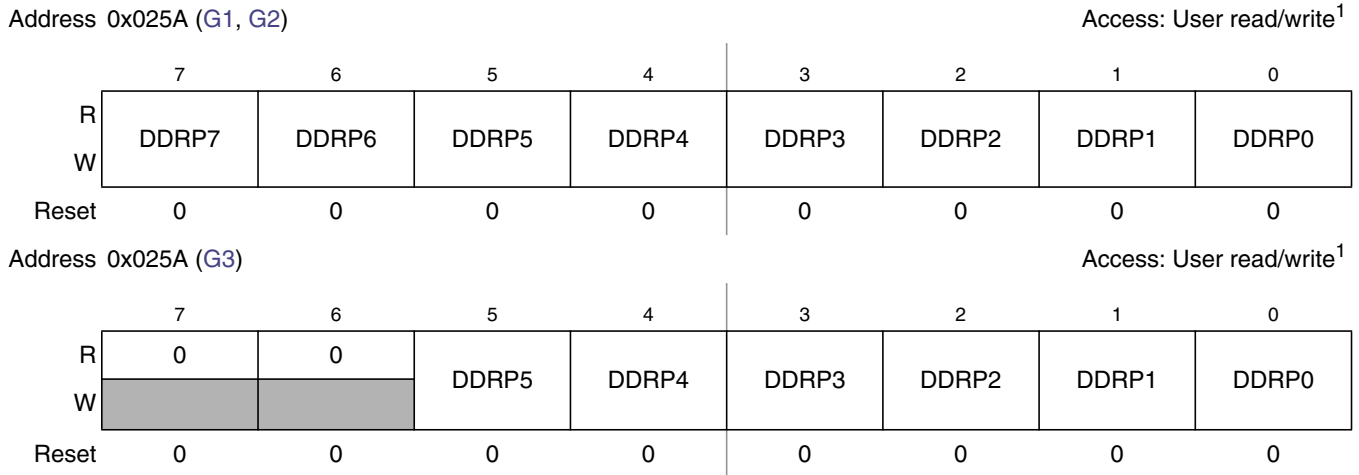 Address 0x025A (G1, G2) Access: User read/write1
7 6 5 4 3 2 1 0
R
W
DDRP7 DDRP6 DDRP5 DDRP4 DDRP3 DDRP2 DDRP1 DDRP0
Reset 0 0 0 0 0 0 0 0
Address 0x025A (G3) Access: User read/write1
7 6 5 4 3 2 1 0
R 0 0
W
DDRP5 DDRP4 DDRP3 DDRP2 DDRP1 DDRP0
Reset 0 0 0 0 0 0 0 0